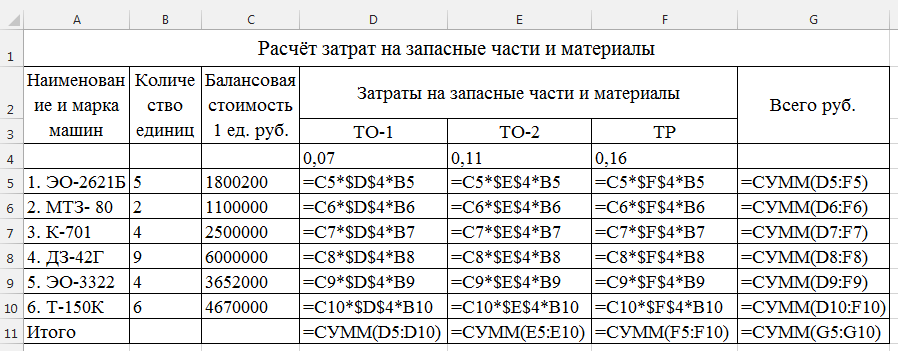 A B C D E F G
1 Расчёт затрат на запасные части и материалы
2 Наименован Количе Балансовая Затраты на запасные части и материалы Всего руб.
ие и марка ство стоимость
машин единиц 1 ед. руб.
3 ТО-1 ТО-2 ТР
4 0,07 0,11 0,16
5 1. ЭО-2621Б 5 1800200 =C5*$D$4*B5 =C5*$E$4*B5 =C5*$F$4*B5 =СУММ(D5:F5)
6 2. МТЗ- 80 2 1100000 =C6*$D$4*B6 =C6*$E$4*B6 =C6*$F$4*B6 =СУММ(D6:F6)
7 3. К-701 4 2500000 =C7*$D$4*B7 =C7*$E$4*B7 =C7*$F$4*B7 =СУММ(D7:F7)
8 4. ДЗ-42Г 9 6000000 =C8*$D$4*B8 =C8*$E$4*B8 =C8*$F$4*B8 =СУММ(D8:F8)
9 5. ЭО-3322 4 3652000 =C9*$D$4*B9 =C9*$E$4*B9 =C9*$F$4*B9 =СУММ(D9:F9)
10 6. Т-150К 6 4670000 =C10*$D$4*B10 =C10*$E$4*B10 =C10*$F$4*B10 =СУММ(D10:F10)
11 Итого =СУММ(D5:D10) =СУММ(E5:E10) =СУММ(F5:F10) =СУММ(G5:G10)